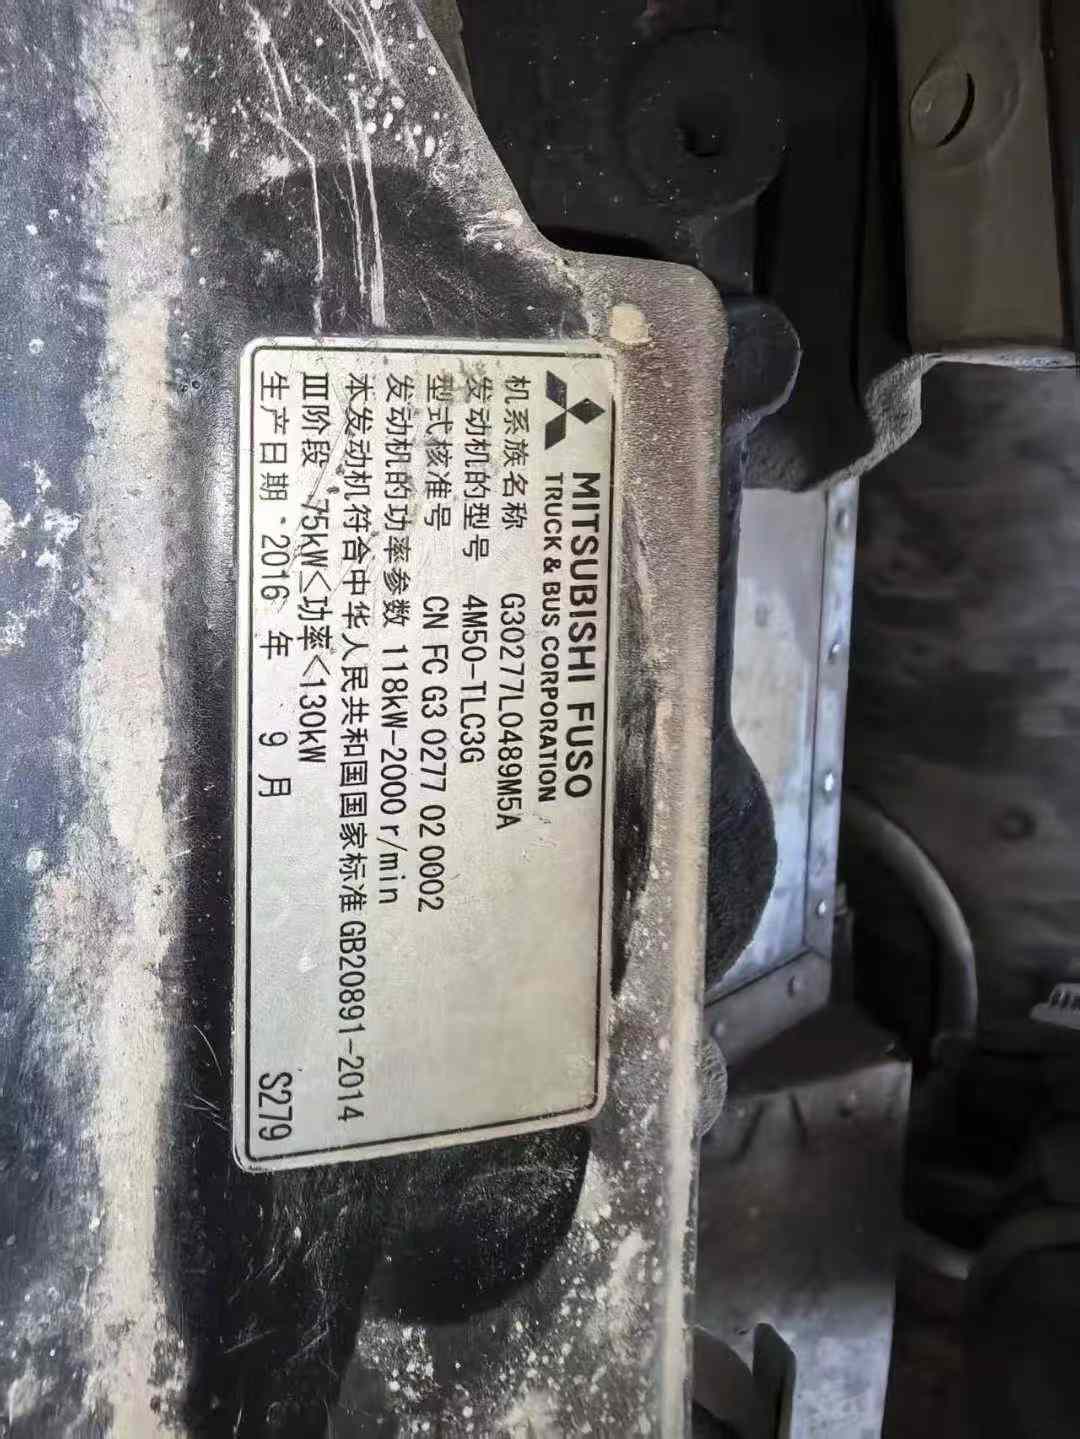 MITSUBISHI FUSO
TRUCK & BUS CORPORATION
机系族名称 G30277L0489M5A
发动机的型号 4M50-TLC3G
型式核准号 CN FC G3 0277 02 0002
发动机的功率参数 118kW-2000r/min
本发动机符合中华人民共和国国家标准 GB20891-2014
Ⅲ阶段 75kW≤功率<130kW
生产日期·2016 年 9 月 S279